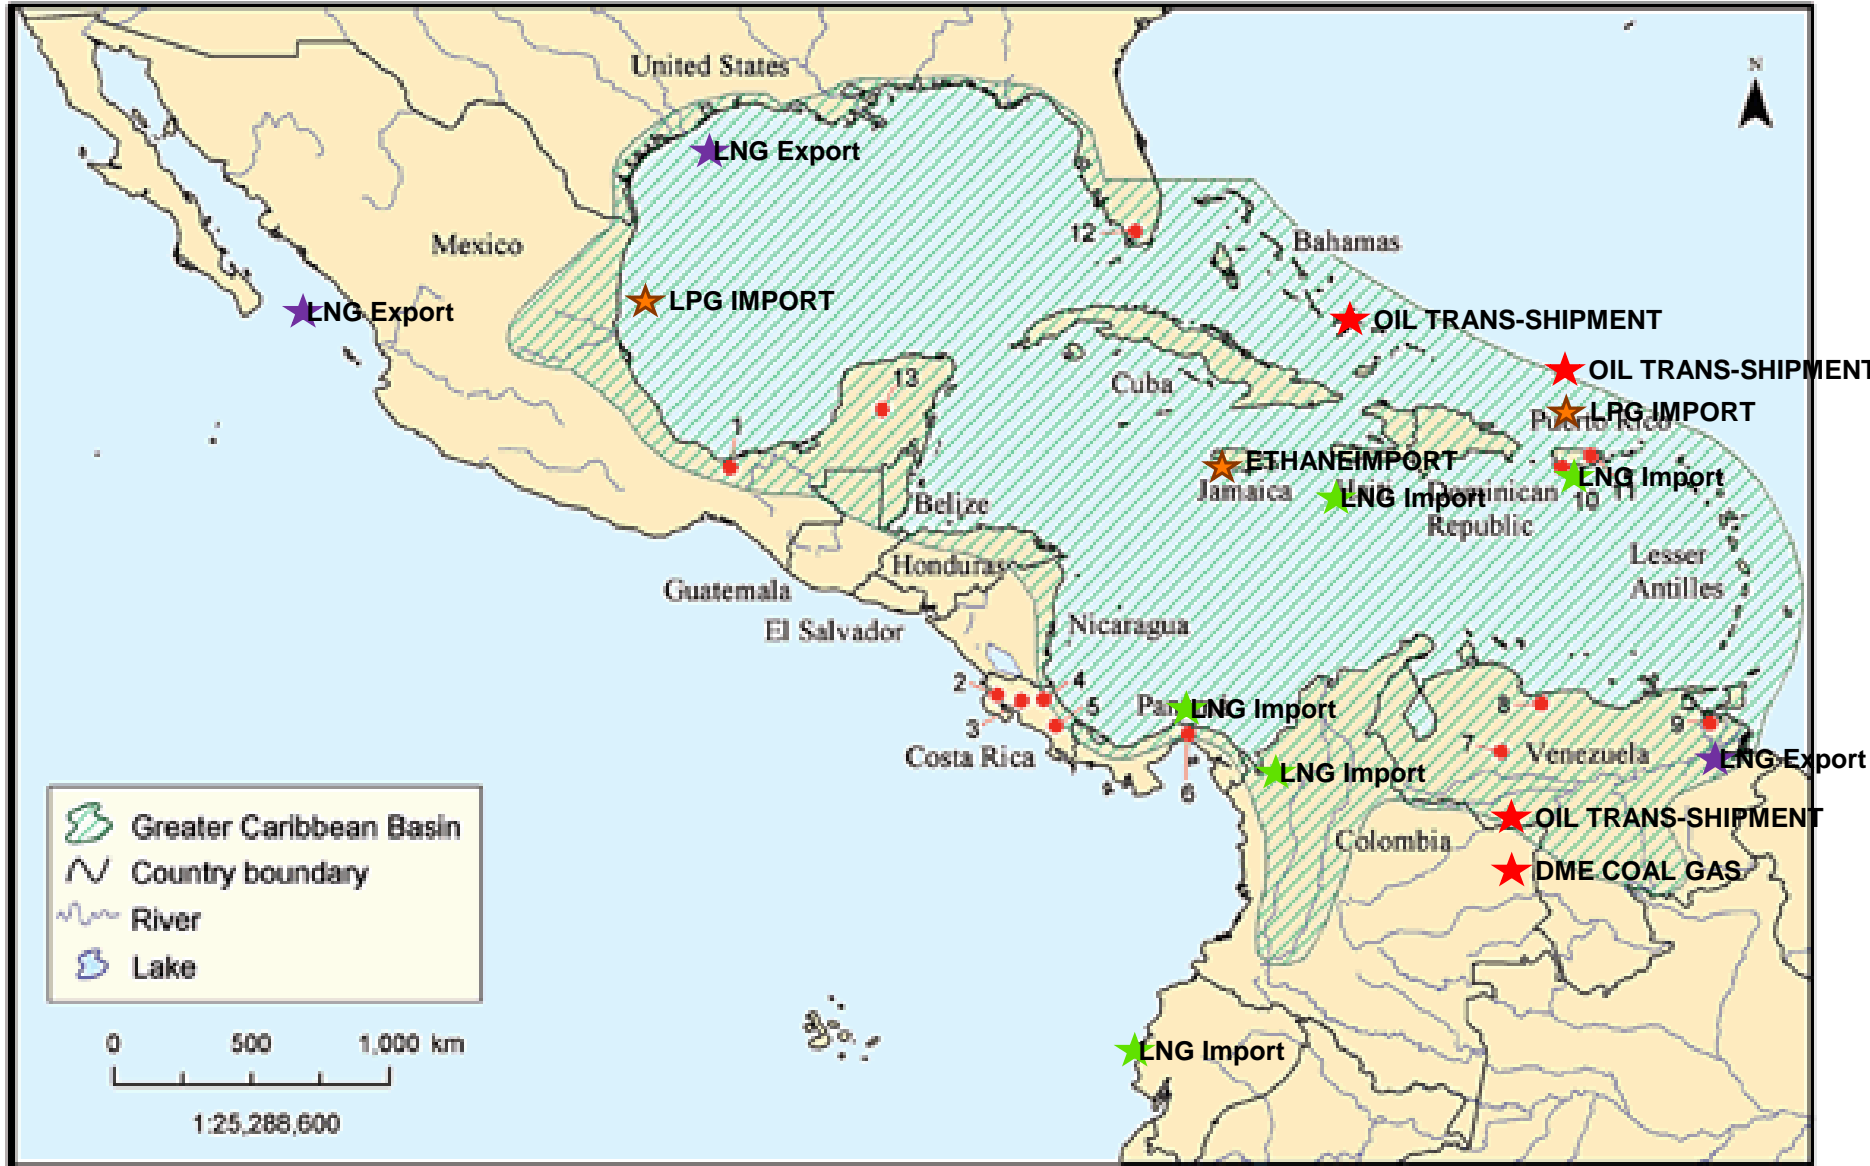 United States
N
LNG Export
12
Mexico
Bahamas
LPG IMPORT
LNG Export
OIL TRANS-SHIPMENT
OIL TRANS-SHIPMENT
13
Cuba
LPG IMPORT
Puerto Rico
1
ETHANEIMPORT
LNG Import
Jamaica
Haiti
Dominican
Republic
LNG Import
10
11
Belize
Honduras
Lesser
Antilles
Guatemala
El Salvador
Nicaragua
2
4
3
5
Panama
LNG Import
8
9
7
Venezuela
Costa Rica
LNG Import
LNG Export
6
OIL TRANS-SHIPMENT
Colombia
DME COAL GAS
Greater Caribbean Basin
Country boundary
River
Lake
0 500 1,000 km
1:25,288,600
LNG Import